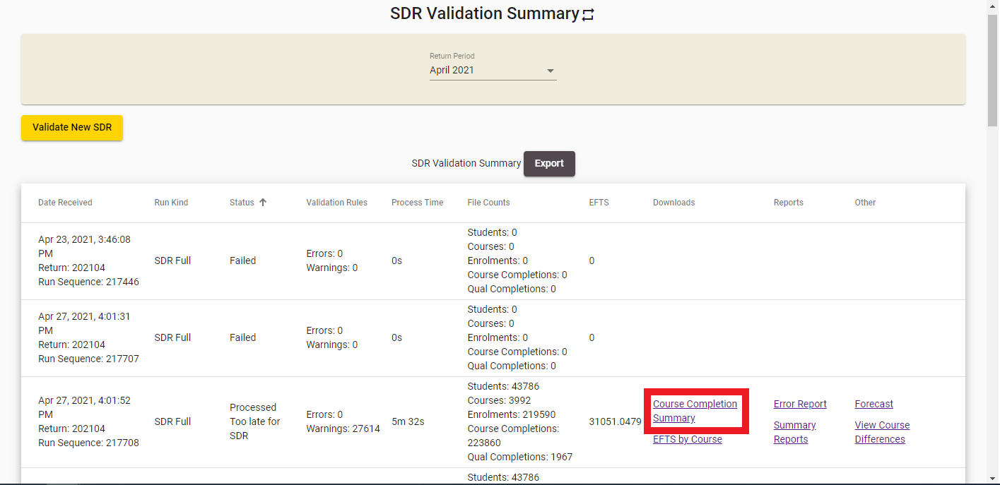 SDR Validation Summary
Return Period
April 2021
Validate New SDR
SDR Validation Summary Export
Date Received Run Kind Status Validation Rules Process Time File Counts EFTS Downloads Reports Other
Apr 23, 2021, 3:46:08
PM
Return: 202104
Run Sequence: 217446
SDR Full
Failed
Errors: 0
Warnings: 0
0s
Students: 0
Courses: 0
Enrolments: 0
Course Completions: 0
Qual Completions: 0
0
Apr 27, 2021, 4:01:31
PM
Return: 202104
Run Sequence: 217707
SDR Full
Failed
Errors: 0
Warnings: 0
0s
Students: 0
Courses: 0
Enrolments: 0
Course Completions: 0
Qual Completions: 0
0
Apr 27, 2021, 4:01:52
PM
Return: 202104
Run Sequence: 217708
SDR Full
Processed
Too late for
SDR
Errors: 0
Warnings: 27614
5m 32s
Students: 43786
Courses: 3992
Enrolments: 219590
Course Completions:
223860
Qual Completions: 1967
31051.0479
Course Completion
Summary
EFTS by Course
Error Report
Summary
Reports
Forecast
View Course
Differences
Students: 43786